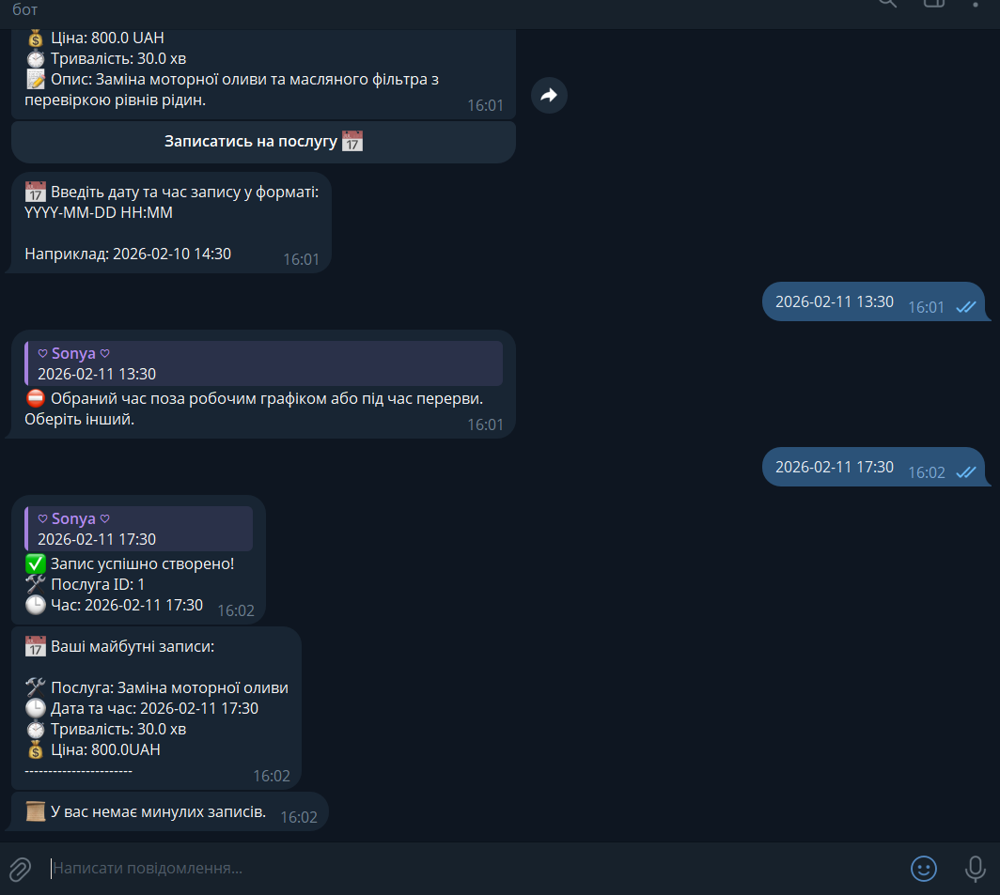 бот
💰 Ціна: 800.0 UAH
⏱ Тривалість: 30.0 хв
📝 Опис: Заміна моторної оливи та масляного фільтра з
перевіркою рівнів рідин.
16:01
Записатись на послугу 📅
📅 Введіть дату та час запису у форматі:
YYYY-MM-DD HH:MM
Наприклад: 2026-02-10 14:30
16:01
2026-02-11 13:30 16:01
♡ Sonya ♡
2026-02-11 13:30
⛔ Обраний час поза робочим графіком або під час перерви.
Оберіть інший.
16:01
2026-02-11 17:30 16:02
♡ Sonya ♡
2026-02-11 17:30
✅ Запис успішно створено!
🛠 Послуга ID: 1
🕒 Час: 2026-02-11 17:30 16:02
📅 Ваші майбутні записи:
🛠 Послуга: Заміна моторної оливи
🕒 Дата та час: 2026-02-11 17:30
⏱ Тривалість: 30.0 хв
💰 Ціна: 800.0UAH
-----------------------
16:02
📜 У вас немає минулих записів. 16:02
Написати повідомлення...